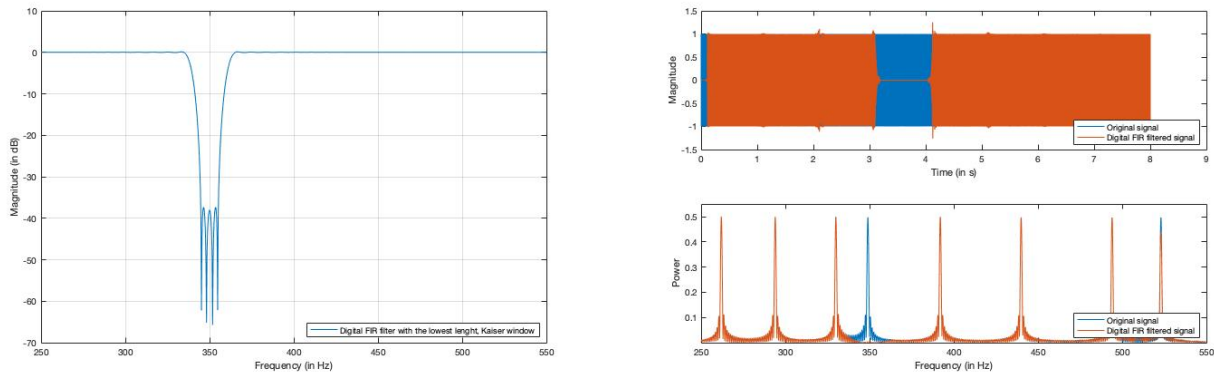 10
0
-10
-20
-30
-40
-50
-60
-70
Magnitude (in dB)
Digital FIR filter with the lowest lenght, Kaiser window
250 300 350 400 450 500 550
Frequency (in Hz)
1.5
1
0.5
0
-0.5
-1
-1.5
Magnitude
Original signal
Digital FIR filtered signal
0 1 2 3 4 5 6 7 8 9
Time (in s)
0.5
0.4
0.3
0.2
0.1
Power
Original signal
Digital FIR filtered signal
250 300 350 400 450 500 550
Frequency (in Hz)